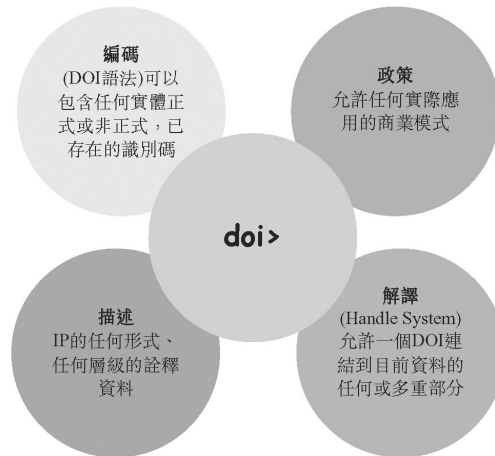 編碼
(DOI語法)可以
包含任何實體正
式或非正式，已
存在的識別碼
政策
允許任何實際應
用的商業模式
doi>
描述
IP的任何形式、
任何層級的詮釋
資料
解譯
(Handle System)
允許一個DOI連
結到目前資料的
任何或多重部分